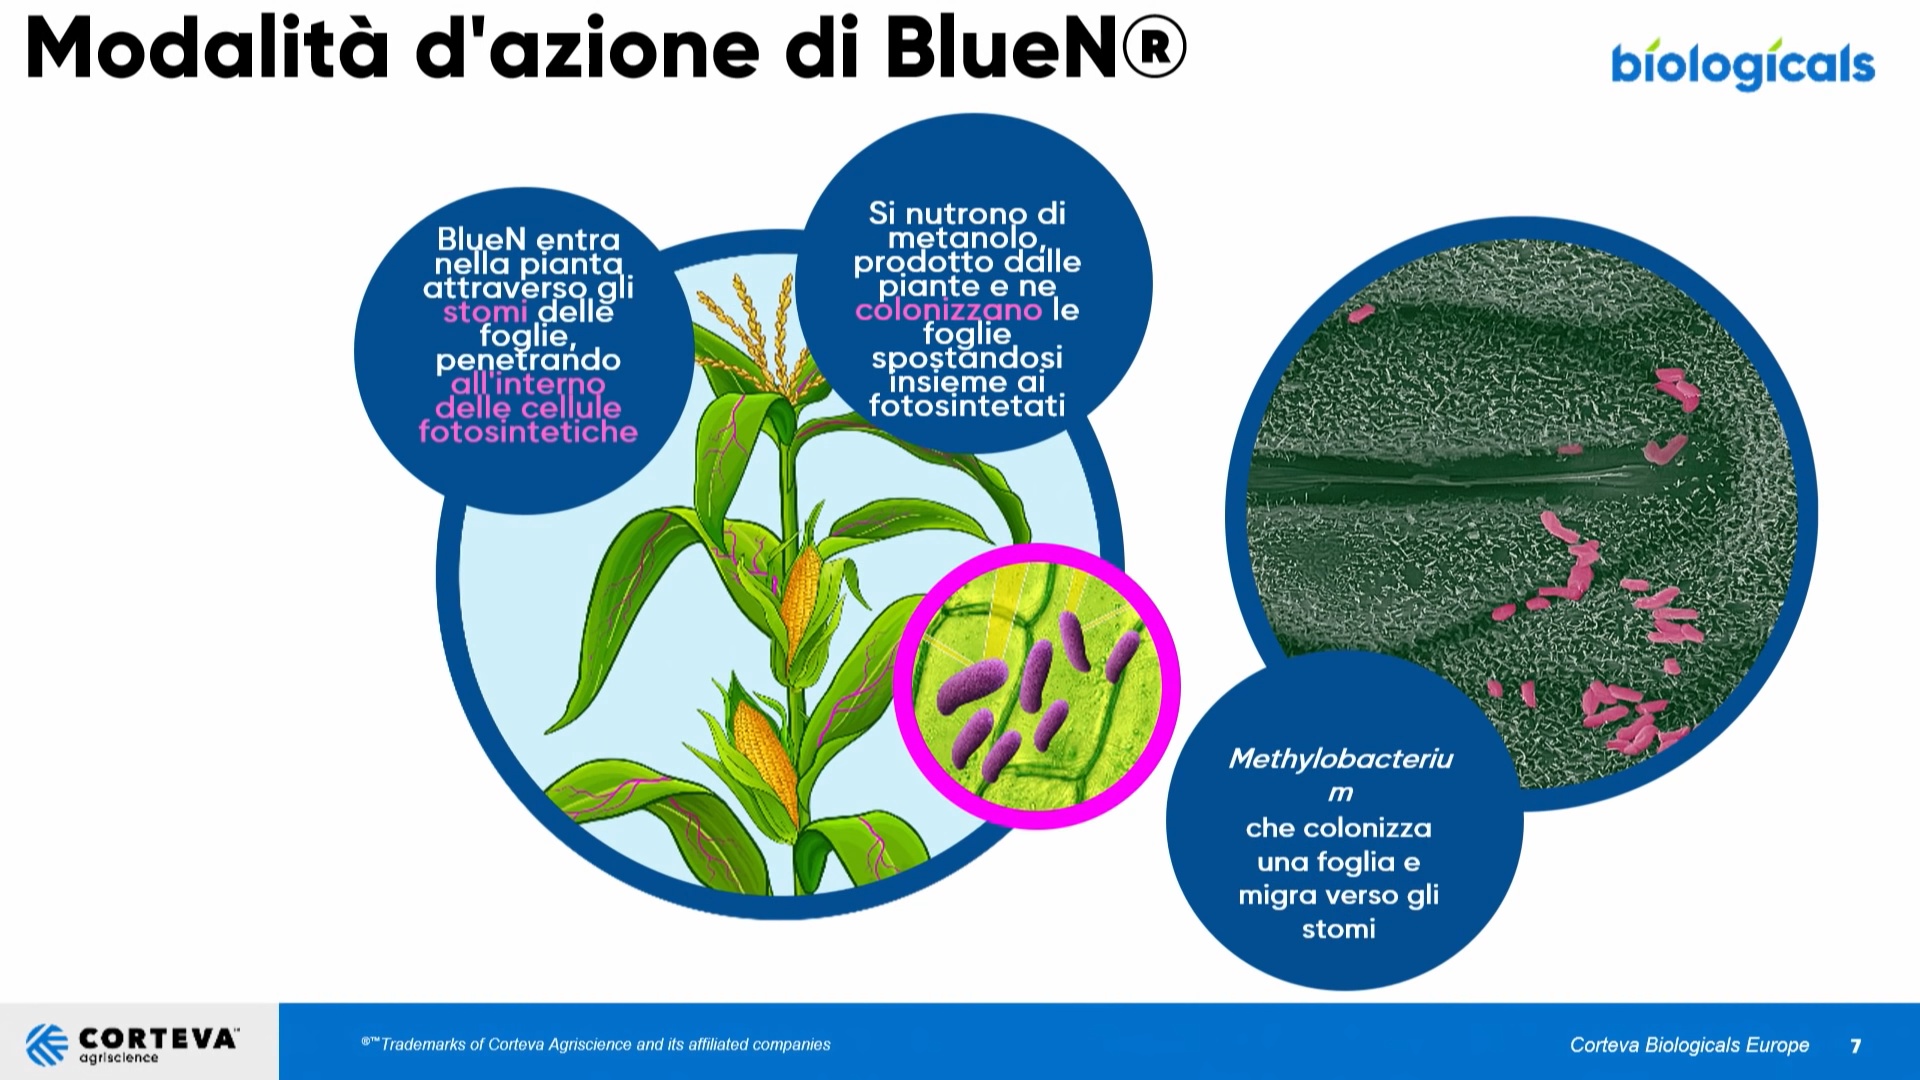 Modalità d'azione di BlueN®
biologicals
BlueN entra
nella pianta
attraverso gli
stomi delle
foglie,
penetrando
all'interno
delle cellule
fotosintetiche
Si nutrono di
metanolo,
prodotto dalle
piante e ne
colonizzano le
foglie
spostandosi
insieme ai
fotosintetati
Methylobacteriu
m
che colonizza
una foglia e
migra verso gli
stomi
CORTEVA™
agriscience
®™Trademarks of Corteva Agriscience and its affiliated companies
Corteva Biologicals Europe 7